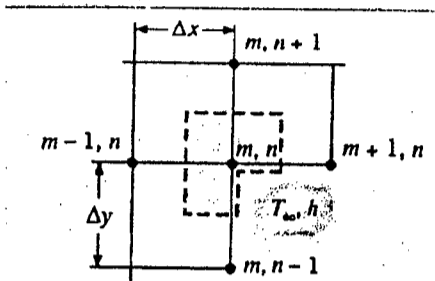 Δx
m, n + 1
m − 1, n
m, n
m + 1, n
T∞, h
Δy
m, n − 1